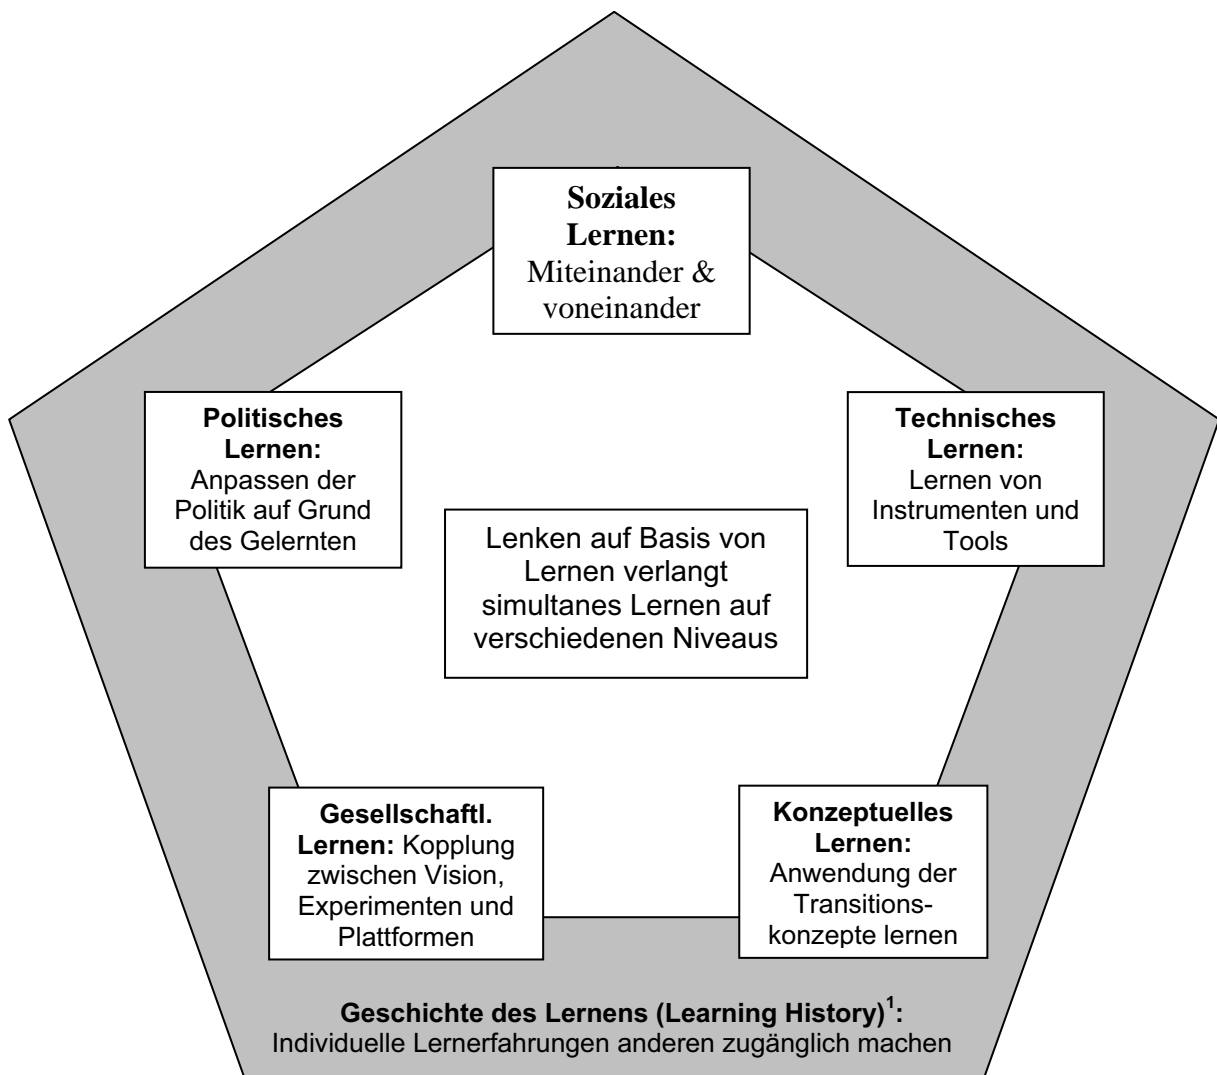 Soziales
Lernen:
Miteinander &
voneinander
Politisches
Lernen:
Anpassen der
Politik auf Grund
des Gelernten
Technisches
Lernen:
Lernen von
Instrumenten und
Tools
Lenken auf Basis von
Lernen verlangt
simultanes Lernen auf
verschiedenen Niveaus
Gesellschaftl.
Lernen: Kopplung
zwischen Vision,
Experimenten und
Plattformen
Konzeptuelles
Lernen:
Anwendung der
Transitions-
konzepte lernen
Geschichte des Lernens (Learning History)¹:
Individuelle Lernerfahrungen anderen zugänglich machen